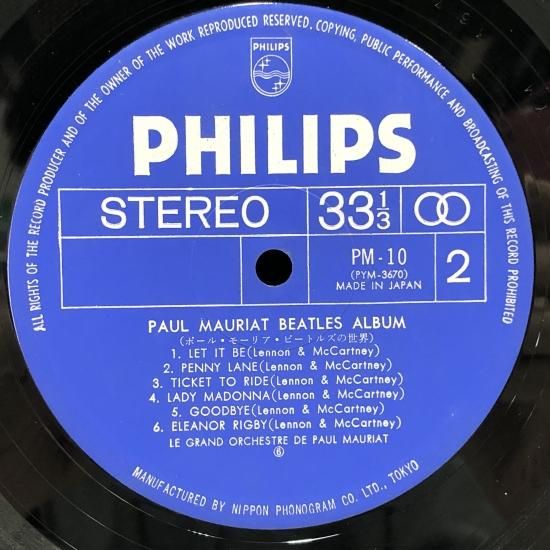 ALL RIGHTS OF THE RECORD PRODUCER AND OF THE OWNER OF THE WORK REPRODUCED RESERVED. COPYING, PUBLIC PERFORMANCE AND BROADCASTING OF THIS RECORD PROHIBITED
PHILIPS
PHILIPS
STEREO 33 1/3
PM-10
(PYM-3670)
MADE IN JAPAN
2
PAUL MAURIAT BEATLES ALBUM
(ポール・モーリア・ビートルズの世界)
1. LET IT BE(Lennon & McCartney)
2. PENNY LANE(Lennon & McCartney)
3. TICKET TO RIDE(Lennon & McCartney)
4. LADY MADONNA(Lennon & McCartney)
5. GOODBYE(Lennon & McCartney)
6. ELEANOR RIGBY(Lennon & McCartney)
LE GRAND ORCHESTRE DE PAUL MAURIAT
⑥
MANUFACTURED BY NIPPON PHONOGRAM CO. LTD., TOKYO